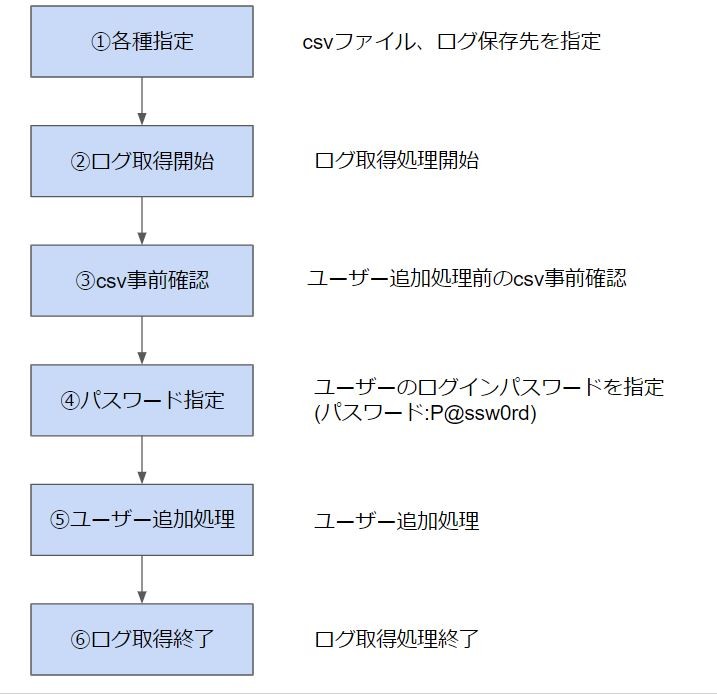 ①各種指定
csvファイル、ログ保存先を指定
②ログ取得開始
ログ取得処理開始
③csv事前確認
ユーザー追加処理前のcsv事前確認
④パスワード指定
ユーザーのログインパスワードを指定
(パスワード:P@ssw0rd)
⑤ユーザー追加処理
ユーザー追加処理
⑥ログ取得終了
ログ取得処理終了